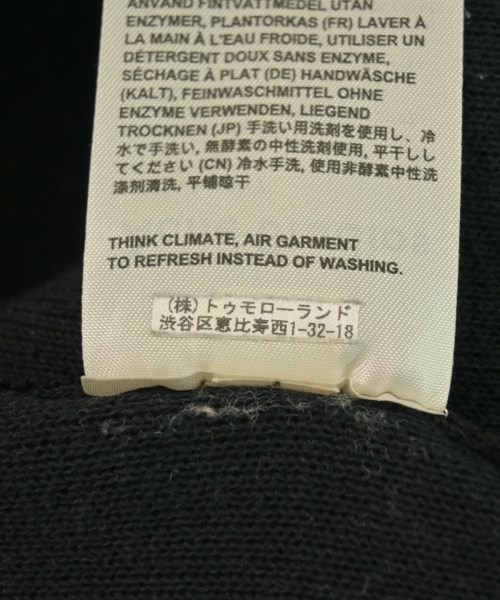 ANVÄND FINTVÄTTMEDEL UTAN
ENZYMER, PLANTORKAS (FR) LAVER À
LA MAIN À L'EAU FROIDE, UTILISER UN
DÉTERGENT DOUX SANS ENZYME,
SÉCHAGE À PLAT (DE) HANDWÄSCHE
(KALT), FEINWASCHMITTEL OHNE
ENZYME VERWENDEN, LIEGEND
TROCKNEN (JP) 手洗い用洗剤を使用し、冷
水で手洗い, 無酵素の中性洗剤使用, 平干しし
てください (CN) 冷水手洗, 使用非酵素中性洗
涤剂清洗, 平铺晾干
THINK CLIMATE, AIR GARMENT
TO REFRESH INSTEAD OF WASHING.
(株)トゥモローランド
渋谷区恵比寿西1-32-18